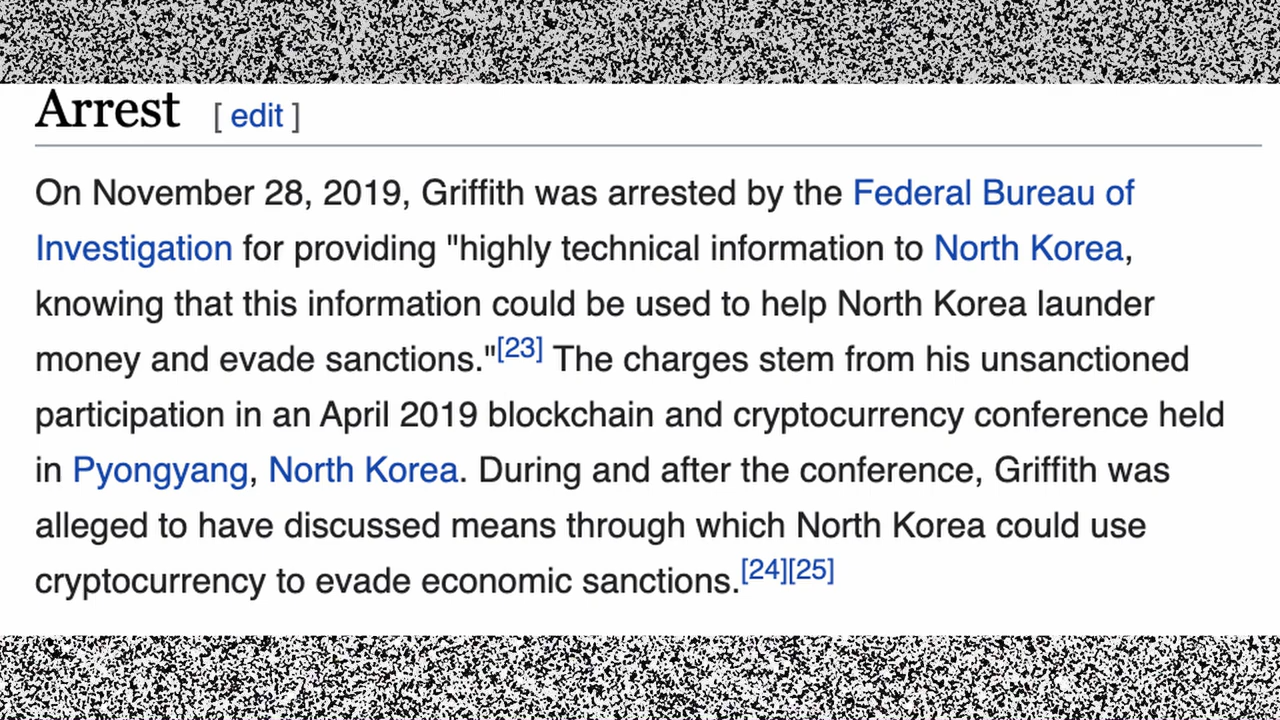 Arrest [ edit ]
On November 28, 2019, Griffith was arrested by the Federal Bureau of
Investigation for providing "highly technical information to North Korea,
knowing that this information could be used to help North Korea launder
money and evade sanctions."[23] The charges stem from his unsanctioned
participation in an April 2019 blockchain and cryptocurrency conference held
in Pyongyang, North Korea. During and after the conference, Griffith was
alleged to have discussed means through which North Korea could use
cryptocurrency to evade economic sanctions.[24][25]